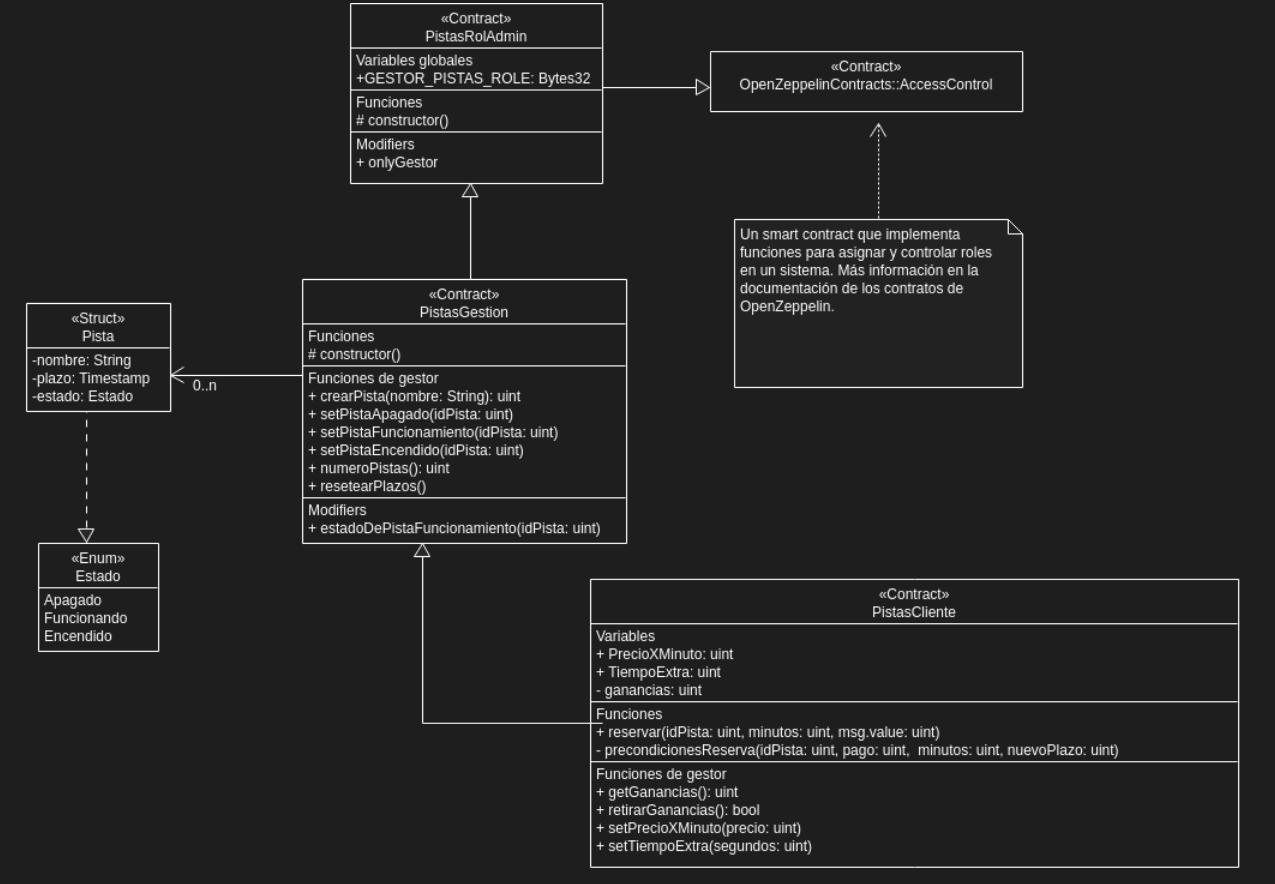 «Contract»
PistasRolAdmin
Variables globales
+GESTOR_PISTAS_ROLE: Bytes32
Funciones
# constructor()
Modifiers
+ onlyGestor
«Contract»
OpenZeppelinContracts::AccessControl
Un smart contract que implementa
funciones para asignar y controlar roles
en un sistema. Más información en la
documentación de los contratos de
OpenZeppelin.
«Struct»
Pista
-nombre: String
-plazo: Timestamp
-estado: Estado
0..n
«Contract»
PistasGestion
Funciones
# constructor()
Funciones de gestor
+ crearPista(nombre: String): uint
+ setPistaApagado(idPista: uint)
+ setPistaFuncionamiento(idPista: uint)
+ setPistaEncendido(idPista: uint)
+ numeroPistas(): uint
+ resetearPlazos()
Modifiers
+ estadoDePistaFuncionamiento(idPista: uint)
«Enum»
Estado
Apagado
Funcionando
Encendido
«Contract»
PistasCliente
Variables
+ PrecioXMinuto: uint
+ TiempoExtra: uint
- ganancias: uint
Funciones
+ reservar(idPista: uint, minutos: uint, msg.value: uint)
- precondicionesReserva(idPista: uint, pago: uint,  minutos: uint, nuevoPlazo: uint)
Funciones de gestor
+ getGanancias(): uint
+ retirarGanancias(): bool
+ setPrecioXMinuto(precio: uint)
+ setTiempoExtra(segundos: uint)